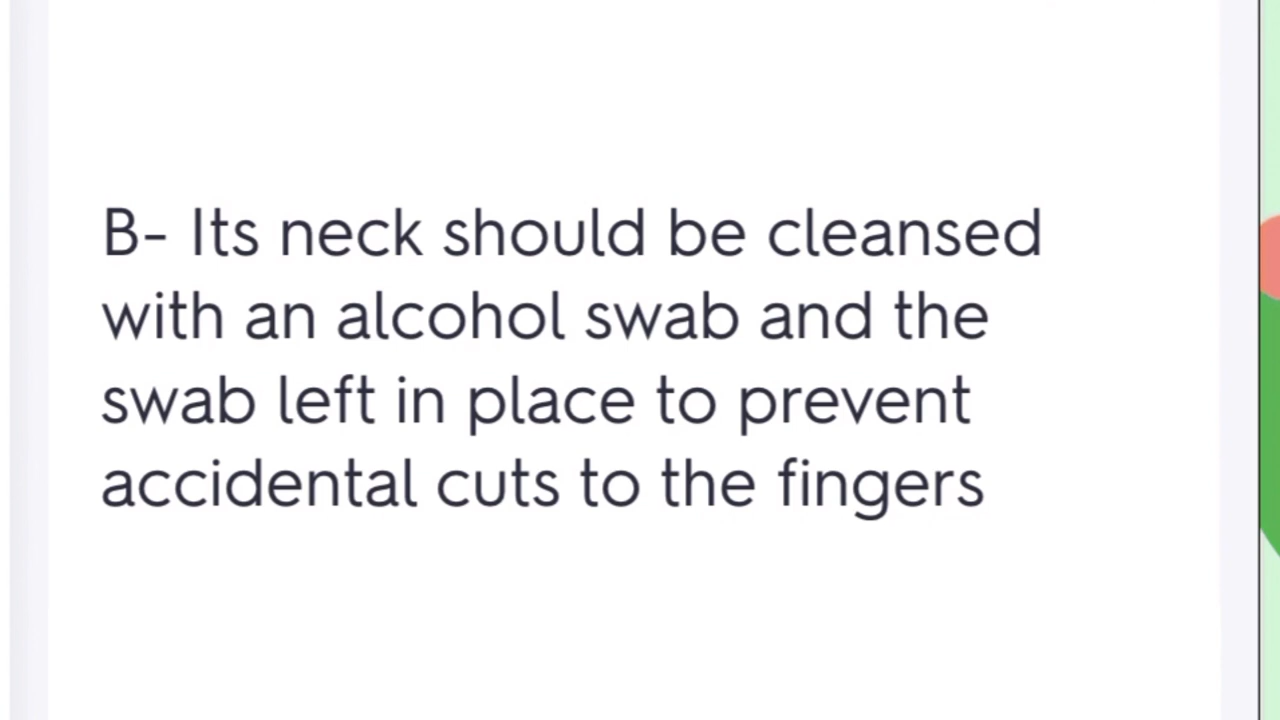 B- Its neck should be cleansed
with an alcohol swab and the
swab left in place to prevent
accidental cuts to the fingers